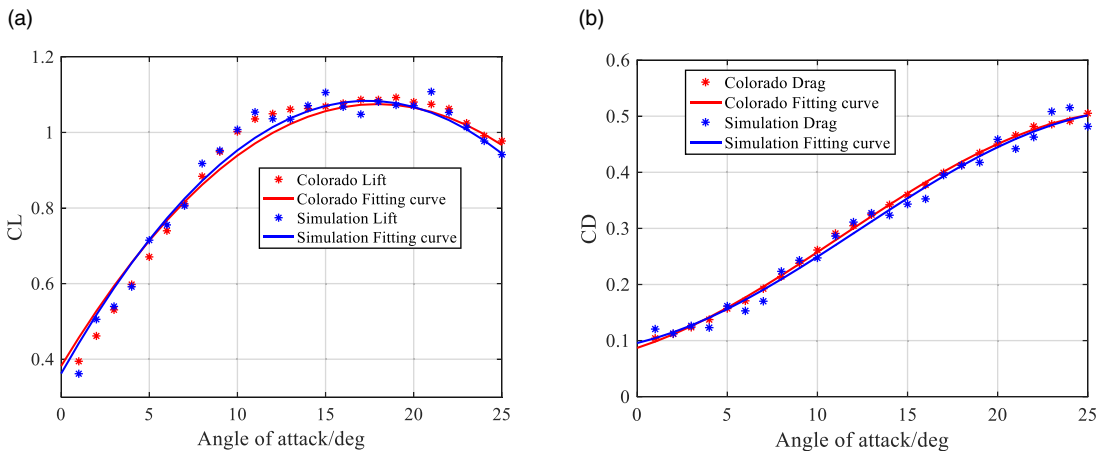 (a)
1.2
1
0.8
0.6
0.4
CL
0
5
10
15
20
25
Angle of attack/deg
Colorado Lift
Colorado Fitting curve
Simulation Lift
Simulation Fitting curve
(b)
0.6
0.5
0.4
0.3
0.2
0.1
0
CD
0
5
10
15
20
25
Angle of attack/deg
Colorado Drag
Colorado Fitting curve
Simulation Drag
Simulation Fitting curve